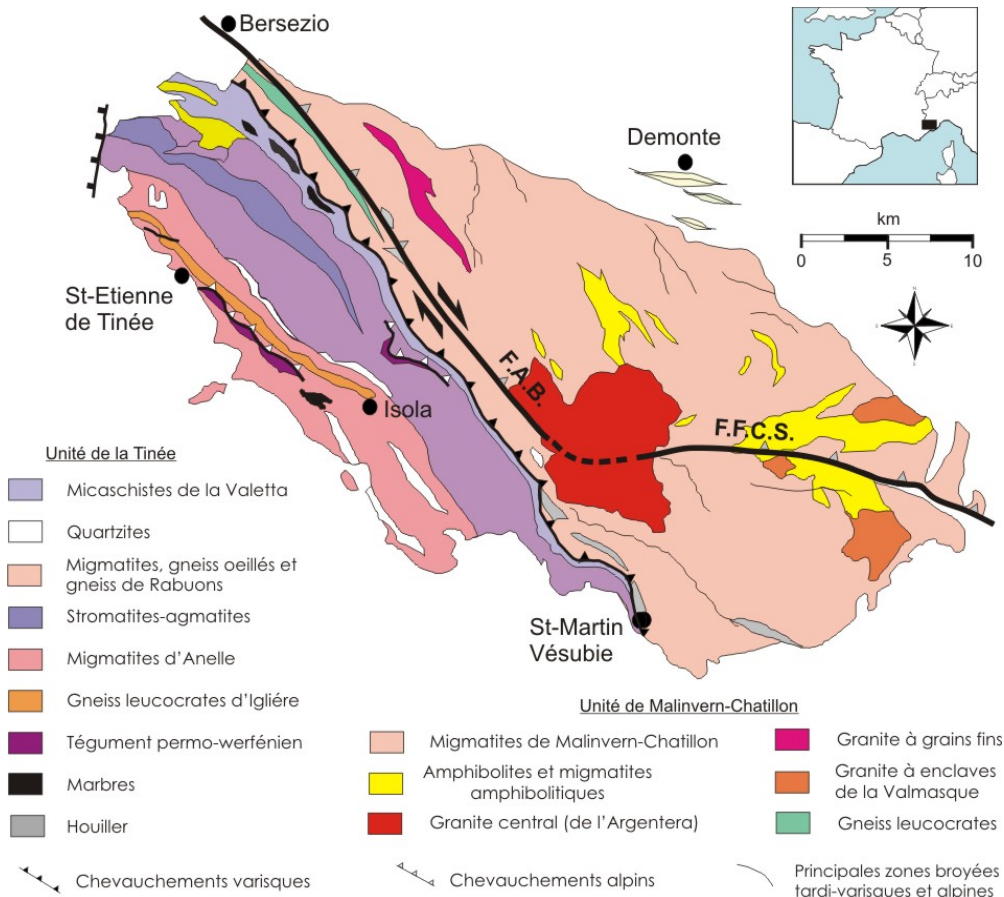 Bersezio
Demonte
km
0 5 10
St-Etienne
de Tinée
F.A.B.
F.F.C.S.
Isola
St-Martin
Vésubie
Unité de la Tinée
Micaschistes de la Valetta
Quartzites
Migmatites, gneiss oeillés et
gneiss de Rabuons
Stromatites-agmatites
Migmatites d'Anelle
Gneiss leucocrates d'Iglière
Tégument permo-werfénien
Marbres
Houiller
Unité de Malinvern-Chatillon
Migmatites de Malinvern-Chatillon
Amphibolites et migmatites
amphibolitiques
Granite central (de l'Argentera)
Granite à grains fins
Granite à enclaves
de la Valmasque
Gneiss leucocrates
Chevauchements varisques
Chevauchements alpins
Principales zones broyées
tardi-varisques et alpines